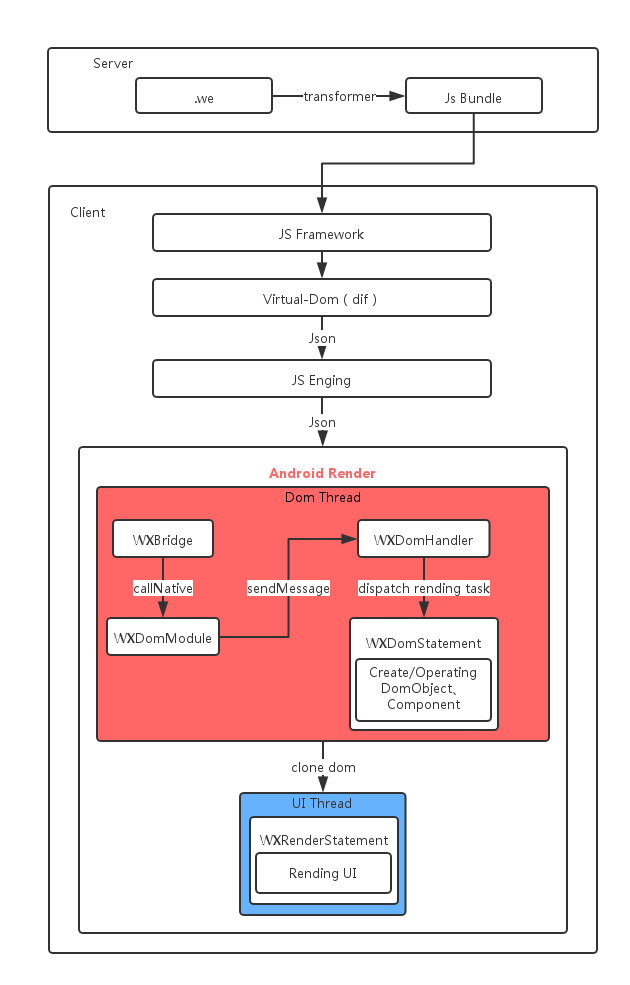 Server
.we
transformer
Js Bundle
Client
JS Framework
Virtual-Dom ( dif )
Json
JS Enging
Json
Android Render
Dom Thread
WXBridge
WXDomHandler
callNative
sendMessage
dispatch rending task
WXDomModule
WXDomStatement
Create/Operating
DomObject、
Component
clone dom
UI Thread
WXRenderStatement
Rending UI